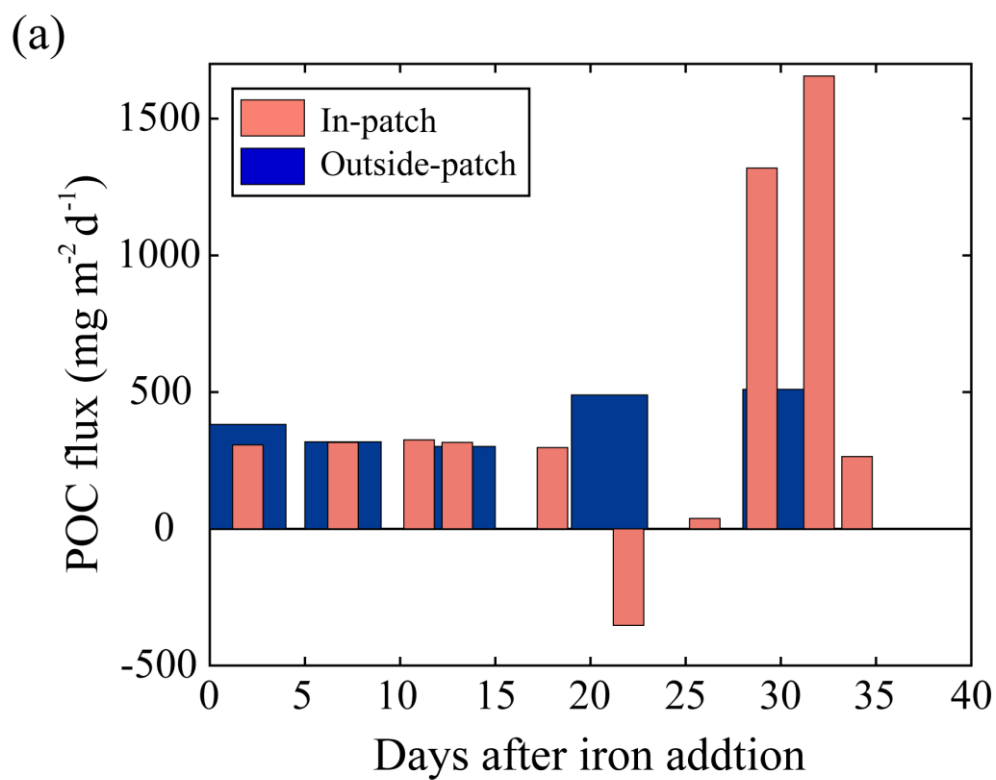 (a)
In-patch
Outside-patch
POC flux (mg m⁻² d⁻¹)
1500
1000
500
0
-500
0 5 10 15 20 25 30 35 40
Days after iron addtion